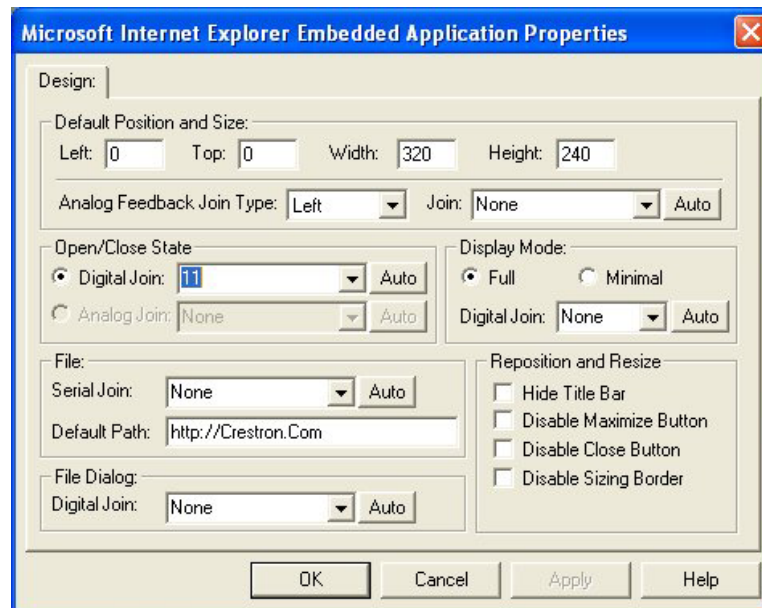 Microsoft Internet Explorer Embedded Application Properties
Design:
Default Position and Size:
Left: 0 Top: 0 Width: 320 Height: 240
Analog Feedback Join Type: Left Join: None Auto
Open/Close State
Digital Join: 11 Auto
Analog Join: None Auto
Display Mode:
Full Minimal
Digital Join: None Auto
File:
Serial Join: None Auto
Default Path: http://Crestron.Com
File Dialog:
Digital Join: None Auto
Reposition and Resize
Hide Title Bar
Disable Maximize Button
Disable Close Button
Disable Sizing Border
OK Cancel Apply Help